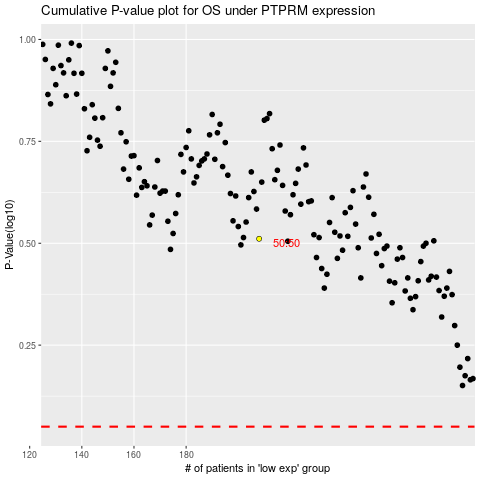 Cumulative P-value plot for OS under PTPRM expression
P-Value(log10)
1.00
0.75
0.50
0.25
50:50
120 140 160 180
# of patients in 'low exp' group